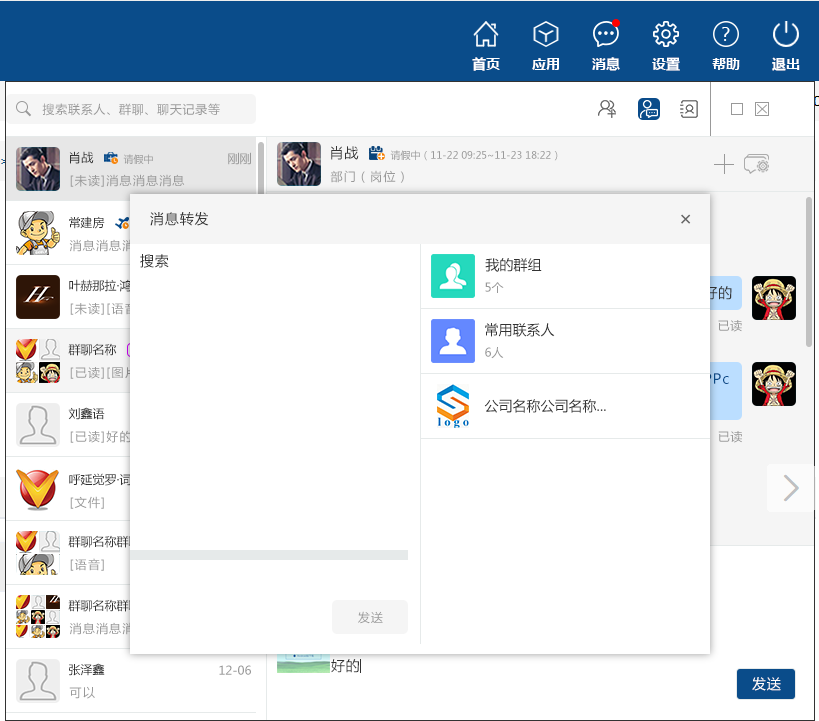 首页 应用 消息 设置 帮助 退出
搜索联系人、群聊、聊天记录等
肖战 请假中 刚刚
[未读]消息消息消息
肖战 请假中 ( 11-22 09:25~11-23 18:22 )
部门 ( 岗位 )
常建房
消息消息
叶赫那拉·鸿
[未读][语音
群聊名称
[已读][图片
刘鑫语
[已读]好的
呼延觉罗·词
[文件]
群聊名称群
[语音]
群聊名称群
消息消息
张泽鑫 12-06
可以
消息转发
搜索
我的群组
5个
常用联系人
6人
logo
公司名称公司名称...
发送
好的
已读
Pc
已读
好的
发送